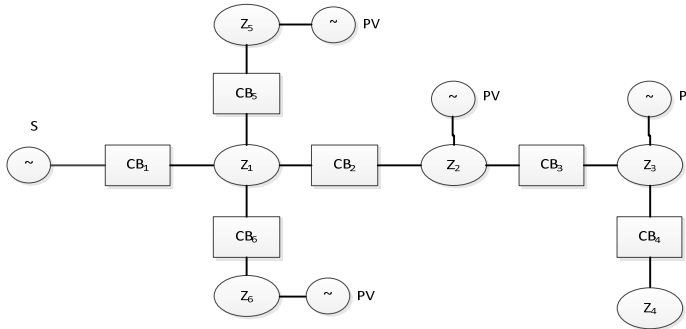 Z5 ~ PV
CB5
~ PV ~ P
S
~ CB1 Z1 CB2 Z2 CB3 Z3
CB6 CB4
Z6 ~ PV Z4